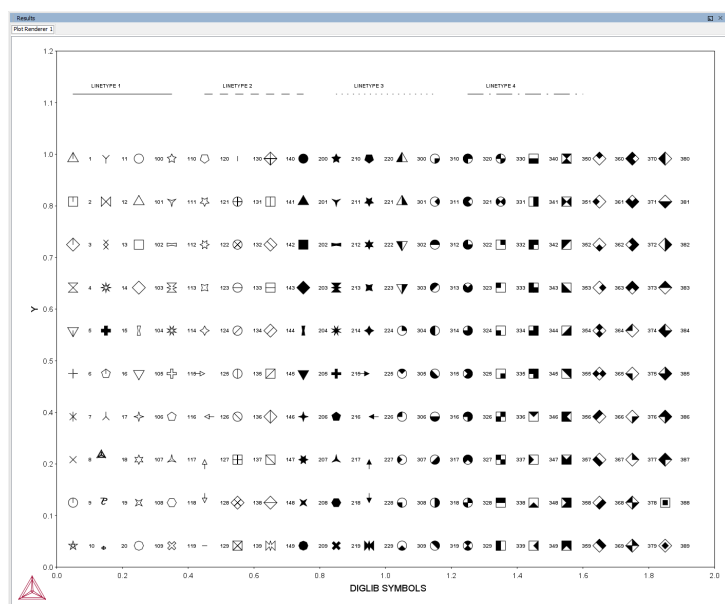 Results
Plot Renderer 1
1.2
LINETYPE 1 LINETYPE 2 LINETYPE 3 LINETYPE 4
1.1
1.0 1 11 100 110 120 130 140 200 210 220 300 310 320 330 340 350 360 370 380
0.8 2 12 101 111 121 131 141 201 211 221 301 311 321 331 341 351 361 371 381
3 13 102 112 122 132 142 202 212 222 302 312 322 332 342 352 362 372 382
0.7
4 14 103 113 123 133 143 203 213 223 303 313 323 333 343 353 363 373 383
Y 0.6
5 15 104 114 124 134 144 204 214 224 304 314 324 334 344 354 364 374 384
0.5
6 16 105 115 125 135 145 205 215 225 305 315 325 335 345 355 365 375 385
0.4 7 17 106 116 126 136 146 206 216 226 306 316 326 336 346 356 366 376 386
0.2 8 18 107 117 127 137 147 207 217 227 307 317 327 337 347 357 367 377 387
9 19 108 118 128 138 148 208 218 228 308 318 328 338 348 358 368 378 388
0.1
10 20 109 119 129 139 149 209 219 229 309 319 329 339 349 359 369 379 389
0.0
0.0 0.2 0.4 0.6 0.8 1.0 1.2 1.4 1.6 1.8 2.0
DIGLIB SYMBOLS